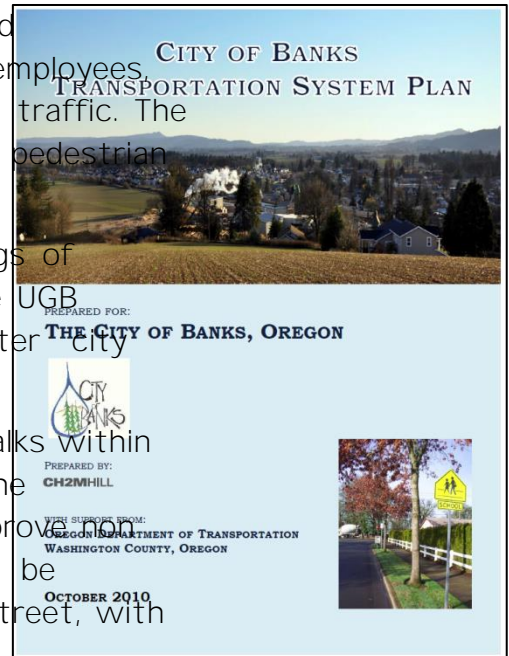 d
CITY OF BANKS
employees,
TRANSPORTATION SYSTEM PLAN
traffic. The
pedestrian
gs of
UGB
PREPARED FOR:
THE CITY OF BANKS, OREGON
ter city
CITY
BANKS
alks within
PREPARED BY:
he
CH2MHILL
SCHOOL
WITH SUPPORT FROM:
prove non
OREGON DEPARTMENT OF TRANSPORTATION
WASHINGTON COUNTY, OREGON
be
OCTOBER 2010
treet, with